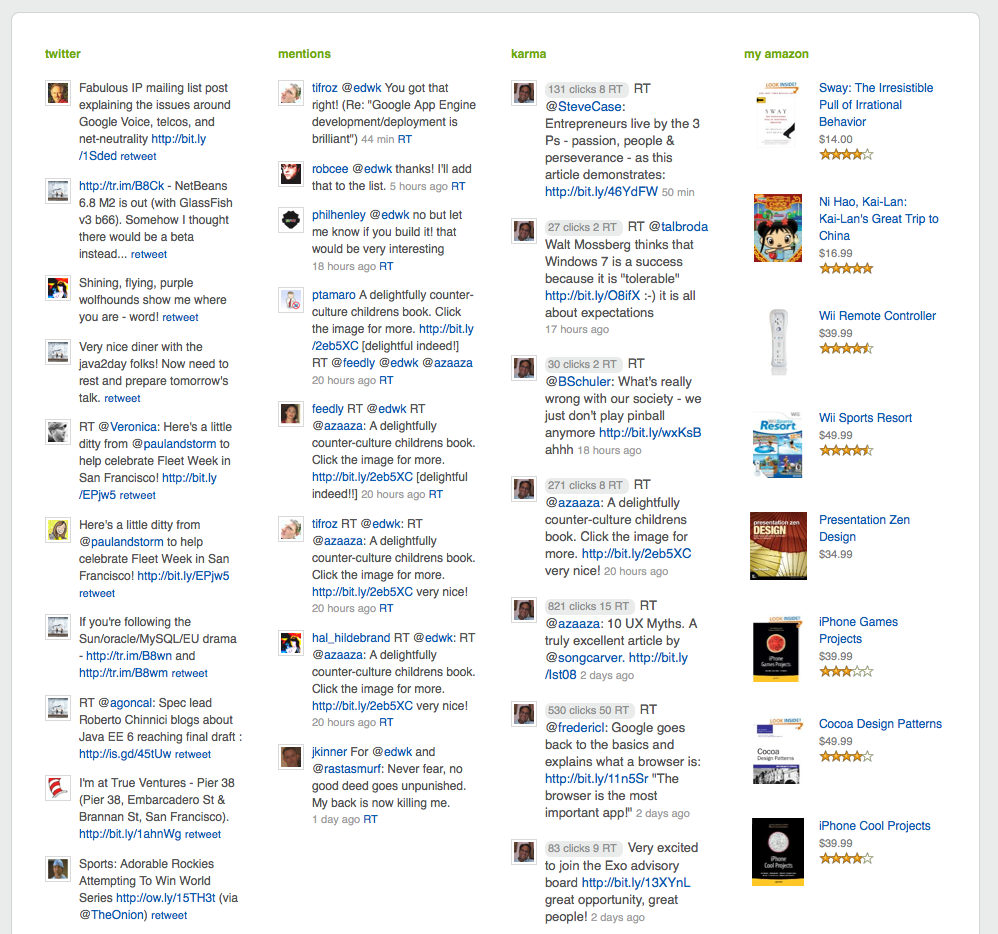 twitter
Fabulous IP mailing list post
explaining the issues around
Google Voice, telcos, and
net-neutrality http://bit.ly
/1Sded retweet
http://tr.im/B8Ck - NetBeans
6.8 M2 is out (with GlassFish
v3 b66). Somehow I thought
there would be a beta
instead... retweet
Shining, flying, purple
wolfhounds show me where
you are - word! retweet
Very nice diner with the
java2day folks! Now need to
rest and prepare tomorrow's
talk. retweet
RT @Veronica: Here's a little
ditty from @paulandstorm to
help celebrate Fleet Week in
San Francisco! http://bit.ly
/EPjw5 retweet
Here's a little ditty from
@paulandstorm to help
celebrate Fleet Week in San
Francisco! http://bit.ly/EPjw5
retweet
If you're following the
Sun/oracle/MySQL/EU drama
- http://tr.im/B8wn and
http://tr.im/B8wm retweet
RT @agoncal: Spec lead
Roberto Chinnici blogs about
Java EE 6 reaching final draft :
http://is.gd/45tUw retweet
I'm at True Ventures - Pier 38
(Pier 38, Embarcadero St &
Brannan St, San Francisco).
http://bit.ly/1ahnWg retweet
Sports: Adorable Rockies
Attempting To Win World
Series http://ow.ly/15TH3t (via
@TheOnion) retweet
mentions
tifroz @edwk You got that
right! (Re: "Google App Engine
development/deployment is
brilliant") 44 min RT
robcee @edwk thanks! I'll add
that to the list. 5 hours ago RT
philhenley @edwk no but let
me know if you build it! that
would be very interesting
18 hours ago RT
ptamaro A delightfully counter-
culture childrens book. Click
the image for more. http://bit.ly
/2eb5XC [delightful indeed!]
RT @feedly @edwk @azaaza
20 hours ago RT
feedly RT @edwk RT
@azaaza: A delightfully
counter-culture childrens book.
Click the image for more.
http://bit.ly/2eb5XC [delightful
indeed!!] 20 hours ago RT
tifroz RT @edwk: RT
@azaaza: A delightfully
counter-culture childrens book.
Click the image for more.
http://bit.ly/2eb5XC very nice!
20 hours ago RT
hal_hildebrand RT @edwk: RT
@azaaza: A delightfully
counter-culture childrens book.
Click the image for more.
http://bit.ly/2eb5XC very nice!
20 hours ago RT
jkinner For @edwk and
@rastasmurf: Never fear, no
good deed goes unpunished.
My back is now killing me.
1 day ago RT
karma
131 clicks 8 RT RT
@SteveCase:
Entrepreneurs live by the 3
Ps - passion, people &
perseverance - as this
article demonstrates:
http://bit.ly/46YdFW 50 min
27 clicks 2 RT RT @talbroda
Walt Mossberg thinks that
Windows 7 is a success
because it is "tolerable"
http://bit.ly/O8ifX :-) it is all
about expectations
17 hours ago
30 clicks 2 RT RT
@BSchuler: What's really
wrong with our society - we
just don't play pinball
anymore http://bit.ly/wxKsB
ahhh 18 hours ago
271 clicks 8 RT RT
@azaaza: A delightfully
counter-culture childrens
book. Click the image for
more. http://bit.ly/2eb5XC
very nice! 20 hours ago
821 clicks 15 RT RT
@azaaza: 10 UX Myths. A
truly excellent article by
@songcarver. http://bit.ly
/Ist08 2 days ago
530 clicks 50 RT RT
@fredericl: Google goes
back to the basics and
explains what a browser is:
http://bit.ly/11n5Sr "The
browser is the most
important app!" 2 days ago
83 clicks 9 RT Very excited
to join the Exo advisory
board http://bit.ly/13XYnL
great opportunity, great
people! 2 days ago
my amazon
LOOK INSIDE!
SWAY
Sway: The Irresistible
Pull of Irrational
Behavior
$14.00
Ni Hao, Kai-Lan:
Kai-Lan's Great Trip to
China
$16.99
Wii Remote Controller
$39.99
Wii
Resort
Wii Sports Resort
$49.99
presentation zen
DESIGN
Presentation Zen
Design
$34.99
LOOK INSIDE!
iPhone
Games Projects
iPhone Games
Projects
$39.99
LOOK INSIDE!
Cocoa
Design Patterns
Cocoa Design Patterns
$49.99
iPhone
Cool Projects
iPhone Cool Projects
$39.99